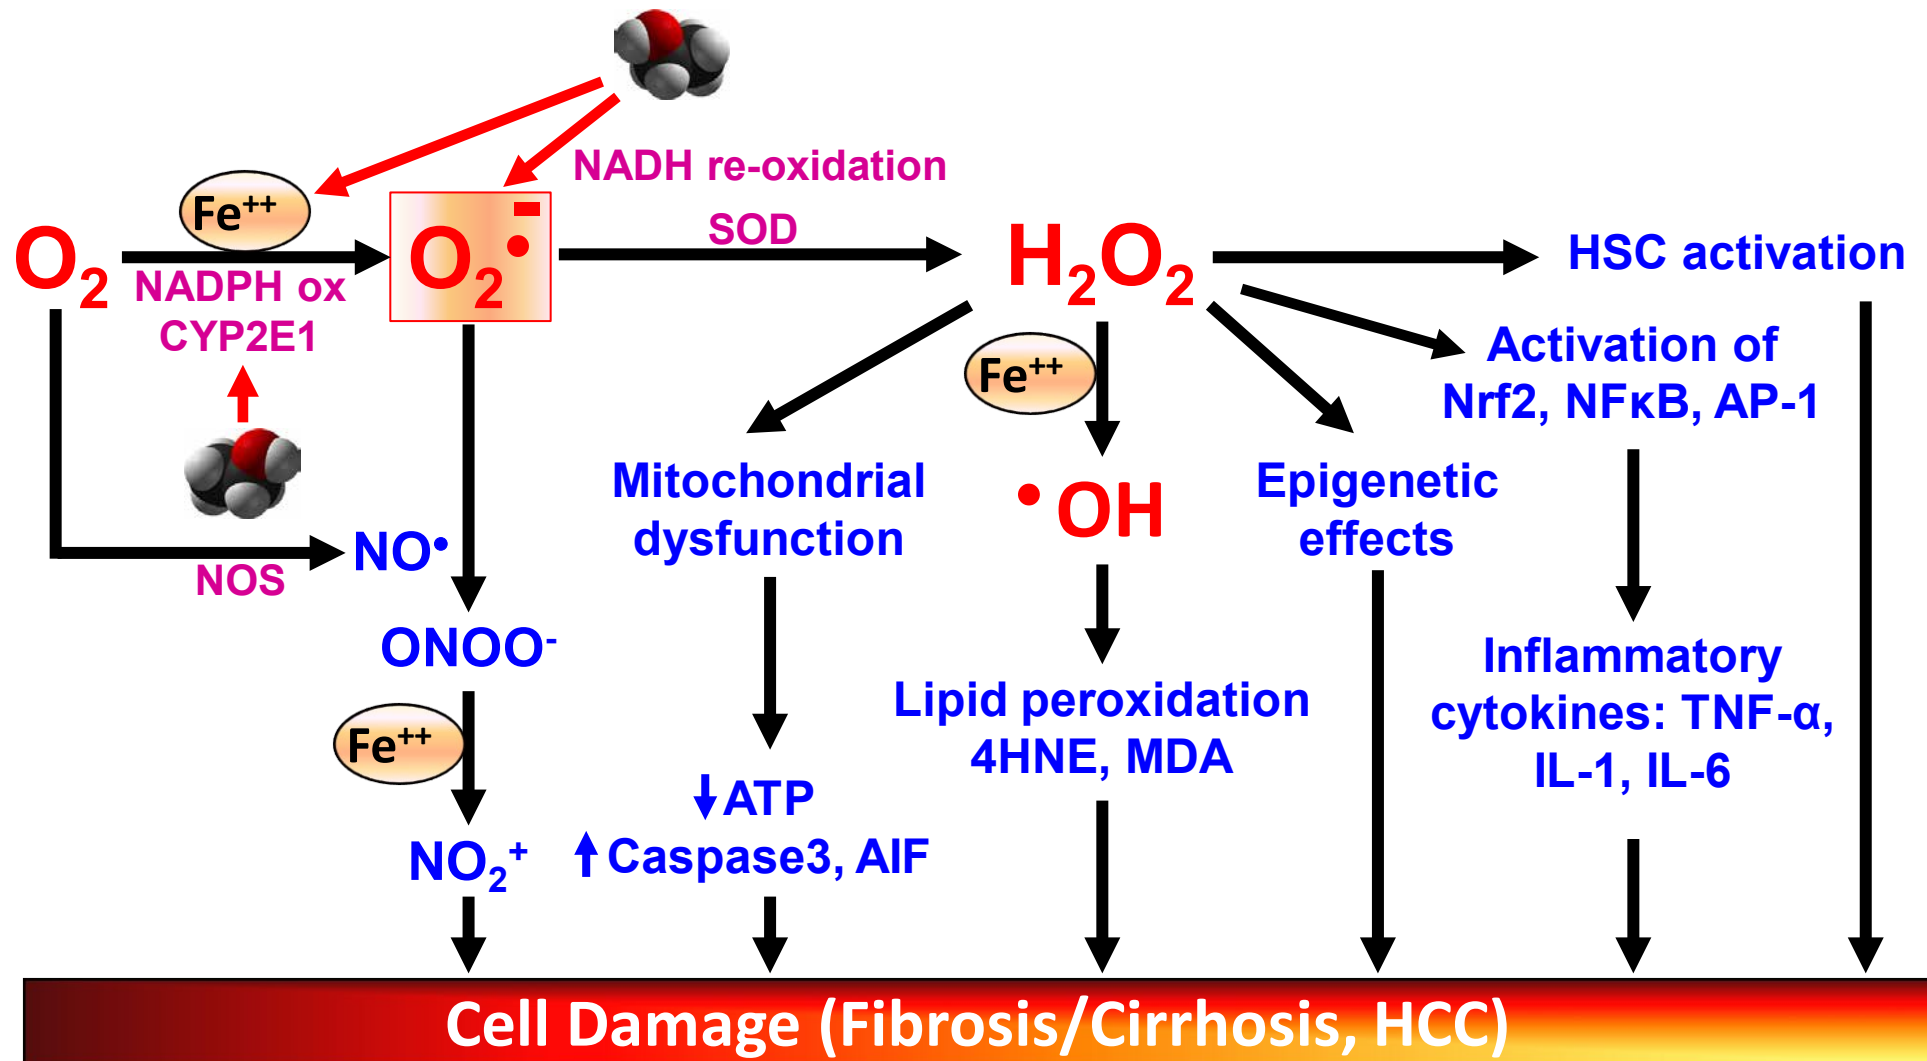 NADH re-oxidation
Fe⁺⁺
O₂
NADPH ox
CYP2E1
O₂•⁻
SOD
H₂O₂
HSC activation
Fe⁺⁺
Activation of
Nrf2, NFκB, AP-1
NOS
NO•
Mitochondrial
dysfunction
•OH
Epigenetic
effects
ONOO⁻
Fe⁺⁺
NO₂⁺
↓ATP
↑Caspase3, AIF
Lipid peroxidation
4HNE, MDA
Inflammatory
cytokines: TNF-α,
IL-1, IL-6
Cell Damage (Fibrosis/Cirrhosis, HCC)